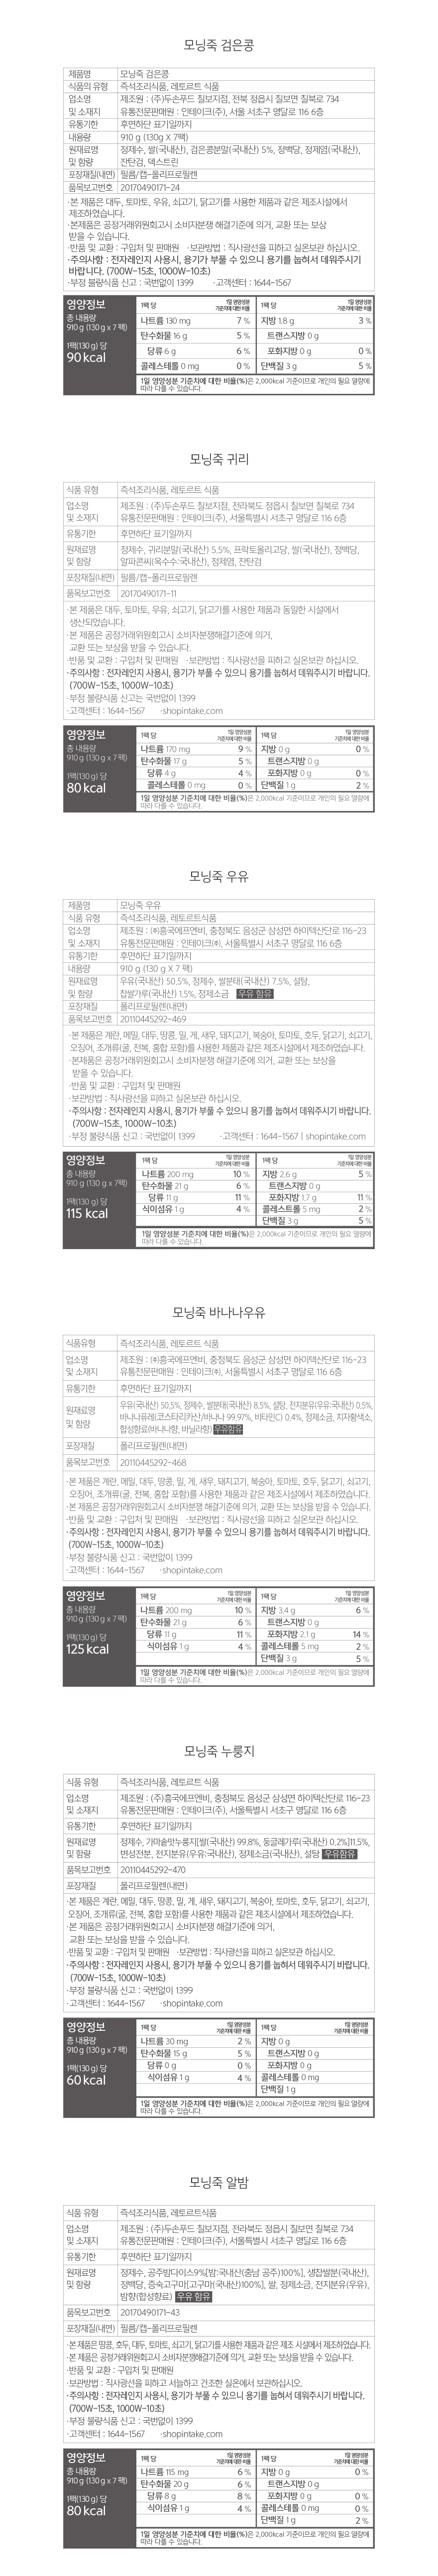 모닝죽 검은콩
제품명 모닝죽 검은콩
식품의 유형 즉석조리식품, 레토르트 식품
업소명 제조원 : (주)두손푸드 칠보지점, 전북 정읍시 칠보면 칠북로 734
및 소재지 유통전문판매원 : 인테이크(주), 서울 서초구 명달로 116 6층
유통기한 후면하단 표기일까지
내용량 910 g (130g X 7팩)
원재료명 정제수, 쌀(국내산), 검은콩분말(국내산) 5%, 정백당, 정제염(국내산),
및 함량 잔탄검, 덱스트린
포장재질(내면) 필름/캡-폴리프로필렌
품목보고번호 20170490171-24
·본 제품은 대두, 토마토, 우유, 쇠고기, 닭고기를 사용한 제품과 같은 제조시설에서
제조하였습니다.
·본제품은 공정거래위원회고시 소비자분쟁 해결기준에 의거, 교환 또는 보상
받을 수 있습니다.
·반품 및 교환 : 구입처 및 판매원 ·보관방법 : 직사광선을 피하고 실온보관 하십시오.
·주의사항 : 전자레인지 사용시, 용기가 부풀 수 있으니 용기를 눕혀서 데워주시기
바랍니다. (700W-15초, 1000W-10초)
·부정 불량식품 신고 : 국번없이 1399 ·고객센터 : 1644-1567
영양정보
총 내용량
910 g (130 g x 7 팩)
1팩(130 g) 당
90 kcal
1팩 당 1일 영양성분 기준치에 대한 비율 1팩 당 1일 영양성분 기준치에 대한 비율
나트륨 130 mg 7 % 지방 1.8 g 3 %
탄수화물 16 g 5 % 트랜스지방 0 g
당류 6 g 6 % 포화지방 0 g 0 %
콜레스테롤 0 mg 0 % 단백질 3 g 5 %
1일 영양성분 기준치에 대한 비율(%)은 2,000kcal 기준이므로 개인의 필요 열량에
따라 다를 수 있습니다.
모닝죽 귀리
식품 유형 즉석조리식품, 레토르트 식품
업소명 제조원 : (주)두손푸드 칠보지점, 전라북도 정읍시 칠보면 칠북로 734
및 소재지 유통전문판매원 : 인테이크(주), 서울특별시 서초구 명달로 116 6층
유통기한 후면하단 표기일까지
원재료명 정제수, 귀리분말(국내산) 5.5%, 프락토올리고당, 쌀(국내산), 정백당,
및 함량 알파콘씨(옥수수:국내산), 정제염, 잔탄검
포장재질(내면) 필름/캡-폴리프로필렌
품목보고번호 20170490171-11
·본 제품은 대두, 토마토, 우유, 쇠고기, 닭고기를 사용한 제품과 동일한 시설에서
생산되었습니다.
·본 제품은 공정거래위원회고시 소비자분쟁해결기준에 의거,
교환 또는 보상을 받을 수 있습니다.
·반품 및 교환 : 구입처 및 판매원 ·보관방법 : 직사광선을 피하고 실온보관 하십시오.
·주의사항 : 전자레인지 사용시, 용기가 부풀 수 있으니 용기를 눕혀서 데워주시기 바랍니다.
(700W-15초, 1000W-10초)
·부정 불량식품 신고는 국번없이 1399
·고객센터 : 1644-1567 ·shopintake.com
영양정보
총 내용량
910 g (130 g x 7 팩)
1팩(130 g) 당
80 kcal
1팩 당 1일 영양성분 기준치에 대한 비율 1팩 당 1일 영양성분 기준치에 대한 비율
나트륨 170 mg 9 % 지방 0 g 0 %
탄수화물 17 g 5 % 트랜스지방 0 g
당류 4 g 4 % 포화지방 0 g 0 %
콜레스테롤 0 mg 0 % 단백질 1 g 2 %
1일 영양성분 기준치에 대한 비율(%)은 2,000kcal 기준이므로 개인의 필요 열량에
따라 다를 수 있습니다.
모닝죽 우유
제품명 모닝죽 우유
식품 유형 즉석조리식품, 레토르트식품
업소명 제조원 : ㈜흥국에프엔비, 충청북도 음성군 삼성면 하이텍산단로 116-23
및 소재지 유통전문판매원 : 인테이크㈜, 서울특별시 서초구 명달로 116 6층
유통기한 후면하단 표기일까지
내용량 910 g (130 g X 7 팩)
원재료명 우유(국내산) 50.5%, 정제수, 쌀분태(국내산) 7.5%, 설탕,
및 함량 찹쌀가루(국내산) 1.5%, 정제소금 우유 함유
포장재질 폴리프로필렌(내면)
품목보고번호 20110445292-469
·본 제품은 계란, 메밀, 대두, 땅콩, 밀, 게, 새우, 돼지고기, 복숭아, 토마토, 호두, 닭고기, 쇠고기,
오징어, 조개류(굴, 전복, 홍합 포함)를 사용한 제품과 같은 제조시설에서 제조하였습니다.
·본제품은 공정거래위원회고시 소비자분쟁 해결기준에 의거, 교환 또는 보상을
받을 수 있습니다.
·반품 및 교환 : 구입처 및 판매원
·보관방법 : 직사광선을 피하고 실온보관 하십시오.
·주의사항 : 전자레인지 사용시, 용기가 부풀 수 있으니 용기를 눕혀서 데워주시기 바랍니다.
(700W-15초, 1000W-10초)
·부정 불량식품 신고 : 국번없이 1399 ·고객센터 : 1644-1567 | shopintake.com
영양정보
총 내용량
910 g (130 g x 7팩)
1팩(130 g) 당
115 kcal
1팩 당 1일 영양성분 기준치에 대한 비율 1팩 당 1일 영양성분 기준치에 대한 비율
나트륨 200 mg 10 % 지방 2.6 g 5 %
탄수화물 21 g 6 % 트랜스지방 0 g
당류 11 g 11 % 포화지방 1.7 g 11 %
식이섬유 1 g 4 % 콜레스트롤 5 mg 2 %
단백질 3 g 5 %
1일 영양성분 기준치에 대한 비율(%)은 2,000kcal 기준이므로 개인의 필요 열량에
따라 다를 수 있습니다.
모닝죽 바나나우유
식품유형 즉석조리식품, 레토르트 식품
업소명 제조원 : ㈜흥국에프엔비, 충청북도 음성군 삼성면 하이텍산단로 116-23
및 소재지 유통전문판매원 : 인테이크㈜, 서울특별시 서초구 명달로 116 6층
유통기한 후면하단 표기일까지
원재료명 우유(국내산) 50.5%, 정제수, 쌀분태(국내산) 8.5%, 설탕, 전지분유(우유:국내산) 0.5%,
및 함량 바나나퓨레[코스타리카산/바나나 99.97%, 비타민C] 0.4%, 정제소금, 치자황색소,
합성향료(바나나향, 바닐라향) 우유함유
포장재질 폴리프로필렌(내면)
품목보고번호 20110445292-468
·본 제품은 계란, 메밀, 대두, 땅콩, 밀, 게, 새우, 돼지고기, 복숭아, 토마토, 호두, 닭고기, 쇠고기,
오징어, 조개류(굴, 전복, 홍합 포함)를 사용한 제품과 같은 제조시설에서 제조하였습니다.
·본 제품은 공정거래위원회고시 소비자분쟁 해결기준에 의거, 교환 또는 보상을 받을 수 있습니다.
·반품 및 교환 : 구입처 및 판매원 ·보관방법 : 직사광선을 피하고 실온보관 하십시오.
·주의사항 : 전자레인지 사용시, 용기가 부풀 수 있으니 용기를 눕혀서 데워주시기 바랍니다.
(700W-15초, 1000W-10초)
·부정 불량식품 신고 : 국번없이 1399
·고객센터 : 1644-1567 ·shopintake.com
영양정보
총 내용량
910 g (130 g x 7 팩)
1팩(130 g) 당
125 kcal
1팩 당 1일 영양성분 기준치에 대한 비율 1팩 당 1일 영양성분 기준치에 대한 비율
나트륨 200 mg 10 % 지방 3.4 g 6 %
탄수화물 21 g 6 % 트랜스지방 0 g
당류 11 g 11 % 포화지방 2.1 g 14 %
식이섬유 1 g 4 % 콜레스테롤 5 mg 2 %
단백질 3 g 5 %
1일 영양성분 기준치에 대한 비율(%)은 2,000kcal 기준이므로 개인의 필요 열량에
따라 다를 수 있습니다.
모닝죽 누룽지
식품 유형 즉석조리식품, 레토르트 식품
업소명 제조원 : (주)흥국에프엔비, 충청북도 음성군 삼성면 하이텍산단로 116-23
및 소재지 유통전문판매원 : 인테이크(주), 서울특별시 서초구 명달로 116 6층
유통기한 후면하단 표기일까지
원재료명 정제수, 가마솥맛누룽지[쌀(국내산) 99.8%, 둥글레가루(국내산) 0.2%]11.5%,
및 함량 변성전분, 전지분유(우유:국내산), 정제소금(국내산), 설탕 우유함유
품목보고번호 20110445292-470
포장재질 폴리프로필렌(내면)
·본 제품은 계란, 메밀, 대두, 땅콩, 밀, 게, 새우, 돼지고기, 복숭아, 토마토, 호두, 닭고기, 쇠고기,
오징어, 조개류(굴, 전복, 홍합 포함)를 사용한 제품과 같은 제조시설에서 제조하였습니다.
·본 제품은 공정거래위원회고시 소비자분쟁 해결기준에 의거,
교환 또는 보상을 받을 수 있습니다.
·반품 및 교환 : 구입처 및 판매원 ·보관방법 : 직사광선을 피하고 실온보관 하십시오.
·주의사항 : 전자레인지 사용시, 용기가 부풀 수 있으니 용기를 눕혀서 데워주시기 바랍니다.
(700W-15초, 1000W-10초)
·부정 불량식품 신고 : 국번없이 1399
·고객센터 : 1644-1567 ·shopintake.com
영양정보
총 내용량
910 g (130 g x 7 팩)
1팩(130 g) 당
60 kcal
1팩 당 1일 영양성분 기준치에 대한 비율 1팩 당 1일 영양성분 기준치에 대한 비율
나트륨 30 mg 2 % 지방 0 g
탄수화물 15 g 5 % 트랜스지방 0 g
당류 0 g 0 % 포화지방 0 g
식이섬유 1 g 4 % 콜레스테롤 0 mg
단백질 1 g
1일 영양성분 기준치에 대한 비율(%)은 2,000kcal 기준이므로 개인의 필요 열량에
따라 다를 수 있습니다.
모닝죽 알밤
식품 유형 즉석조리식품, 레토르트식품
업소명 제조원 : (주)두손푸드 칠보지점, 전라북도 정읍시 칠보면 칠북로 734
및 소재지 유통전문판매원 : 인테이크(주), 서울특별시 서초구 명달로 116 6층
유통기한 후면하단 표기일까지
원재료명 정제수, 공주밤다이스9%[밤:국내산(충남 공주)100%], 생찹쌀분(국내산),
및 함량 정백당, 증숙고구마[고구마(국내산)100%], 쌀, 정제소금, 전지분유(우유),
밤향(합성향료) 우유 함유
품목보고번호 20170490171-43
포장재질(내면) 필름/캡-폴리프로필렌
·본 제품은 땅콩, 호두, 대두, 토마토, 쇠고기, 닭고기를 사용한 제품과 같은 제조 시설에서 제조하였습니다.
·본 제품은 공정거래위원회고시 소비자분쟁해결기준에 의거, 교환 또는 보상을 받을 수 있습니다.
·반품 및 교환 : 구입처 및 판매원
·보관방법 : 직사광선을 피하고 서늘하고 건조한 실온에서 보관하십시오.
·주의사항 : 전자레인지 사용시, 용기가 부풀 수 있으니 용기를 눕혀서 데워주시기 바랍니다.
(700W-15초, 1000W-10초)
·부정 불량식품 신고 : 국번없이 1399
·고객센터 : 1644-1567 ·shopintake.com
영양정보
총 내용량
910 g (130 g x 7 팩)
1팩(130 g) 당
80 kcal
1팩 당 1일 영양성분 기준치에 대한 비율 1팩 당 1일 영양성분 기준치에 대한 비율
나트륨 115 mg 6 % 지방 0 g 0 %
탄수화물 20 g 6 % 트랜스지방 0 g
당류 8 g 8 % 포화지방 0 g 0 %
식이섬유 1 g 4 % 콜레스테롤 0 mg 0 %
단백질 1 g 2 %
1일 영양성분 기준치에 대한 비율(%)은 2,000kcal 기준이므로 개인의 필요 열량에
따라 다를 수 있습니다.